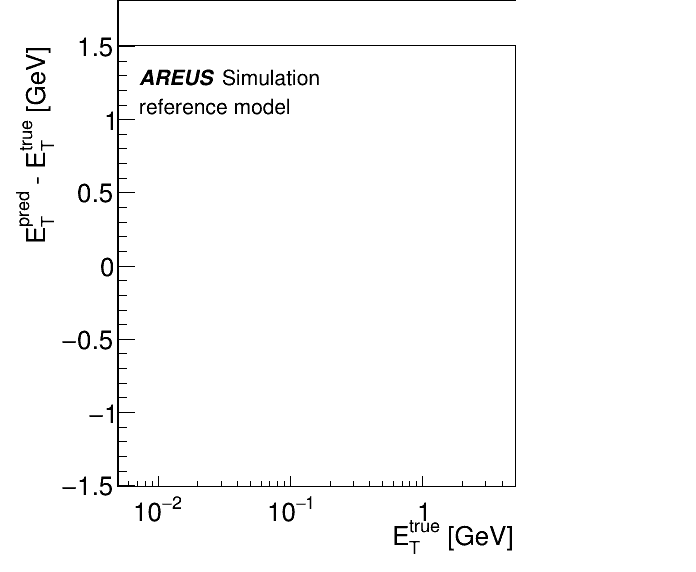 E_T^pred - E_T^true [GeV]
1.5
AREUS Simulation
reference model
1
0.5
0
−0.5
−1
−1.5
10^−2 10^−1 1
E_T^true [GeV]